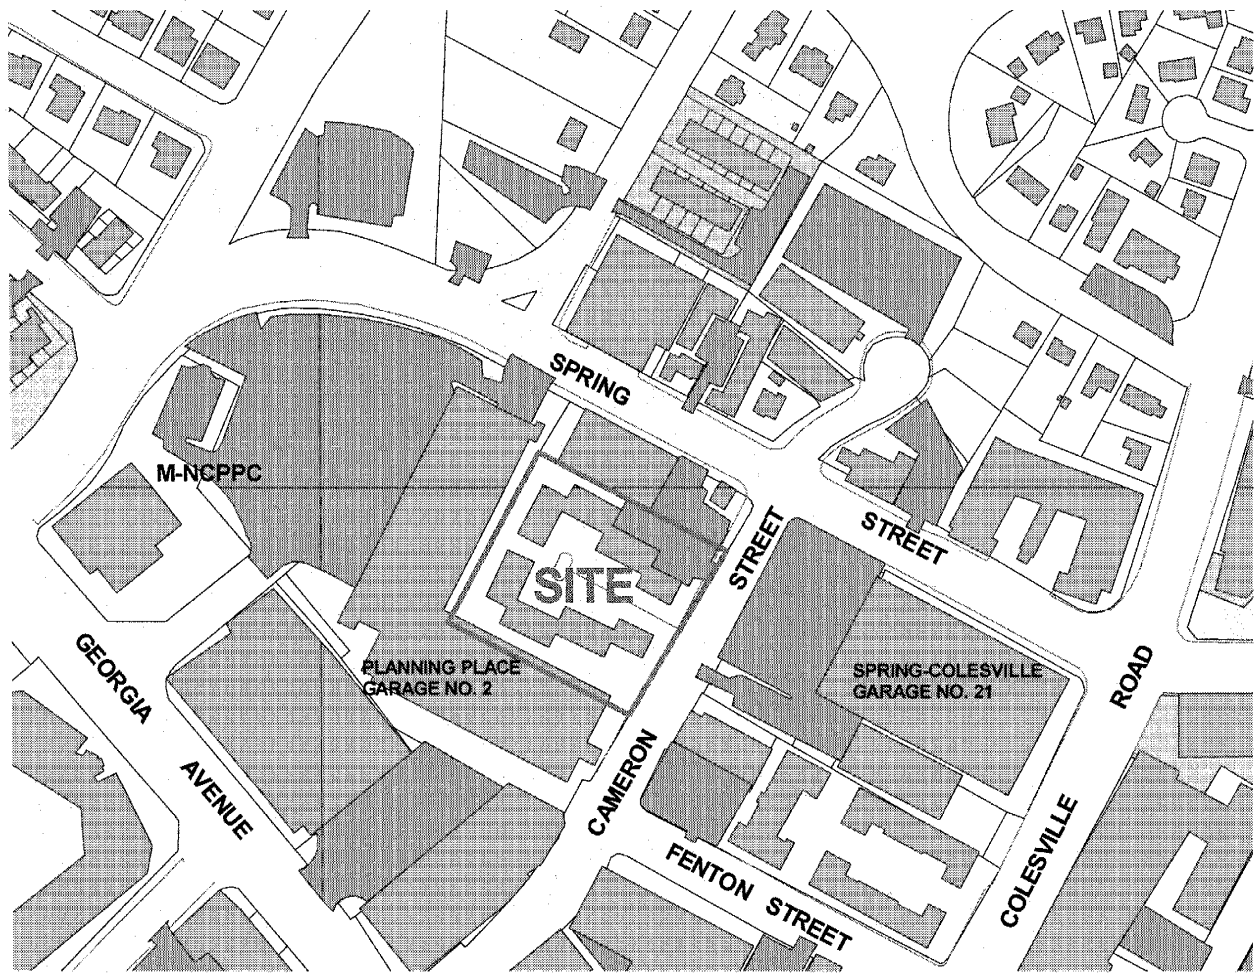 SPRING
STREET
M-NCPPC
STREET
SITE
GEORGIA
AVENUE
PLANNING PLACE
GARAGE NO. 2
SPRING-COLESVILLE
GARAGE NO. 21
ROAD
CAMERON
COLESVILLE
FENTON STREET